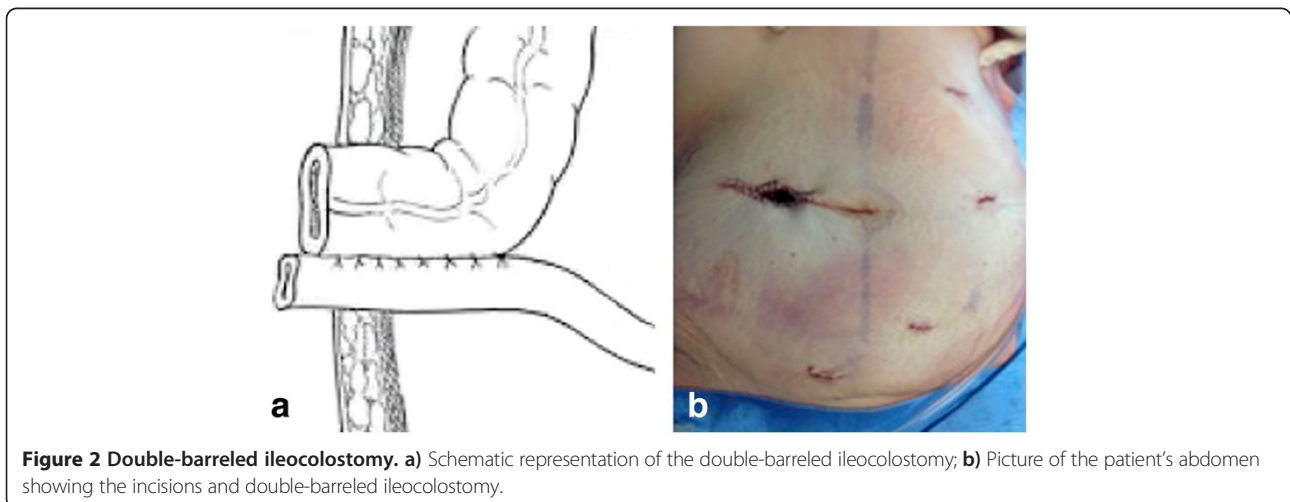 a
b
Figure 2 Double-barreled ileocolostomy. a) Schematic representation of the double-barreled ileocolostomy; b) Picture of the patient’s abdomen
showing the incisions and double-barreled ileocolostomy.